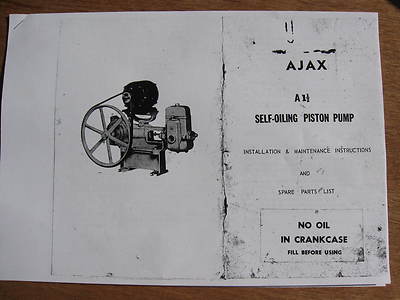 AJAX
A 1½
SELF-OILING PISTON PUMP
INSTALLATION & MAINTENANCE INSTRUCTIONS
AND
SPARE PARTS LIST
NO OIL
IN CRANKCASE
FILL BEFORE USING